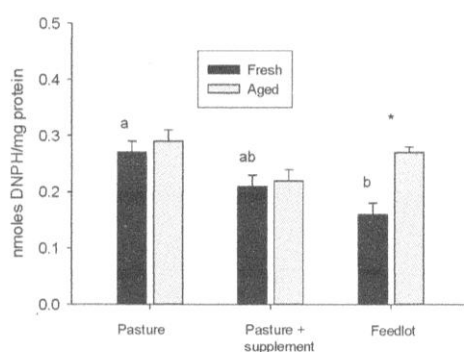 0.5
0.4
0.3
0.2
0.1
0.0
nmoles DNPH/mg protein
Fresh
Aged
a
ab
b
*
Pasture
Pasture +
supplement
Feedlot